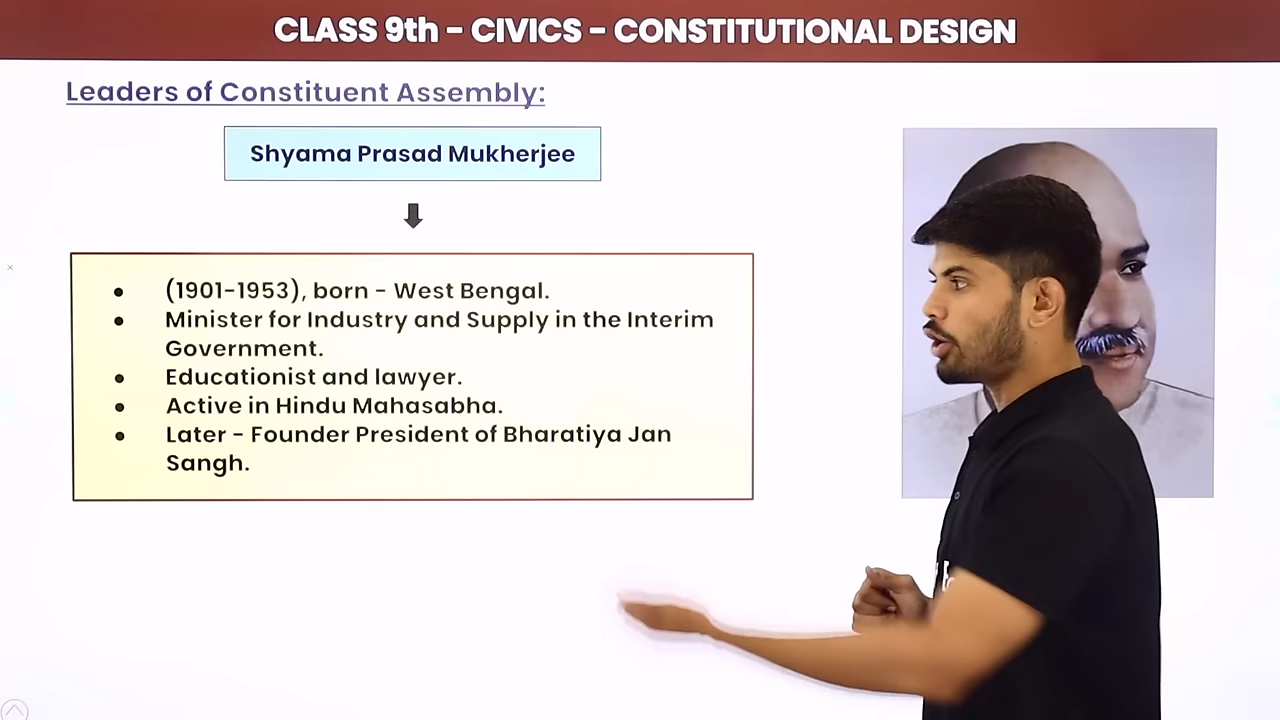 CLASS 9th - CIVICS - CONSTITUTIONAL DESIGN
Leaders of Constituent Assembly:
Shyama Prasad Mukherjee
• (1901-1953), born - West Bengal.
• Minister for Industry and Supply in the Interim
Government.
• Educationist and lawyer.
• Active in Hindu Mahasabha.
• Later - Founder President of Bharatiya Jan
Sangh.